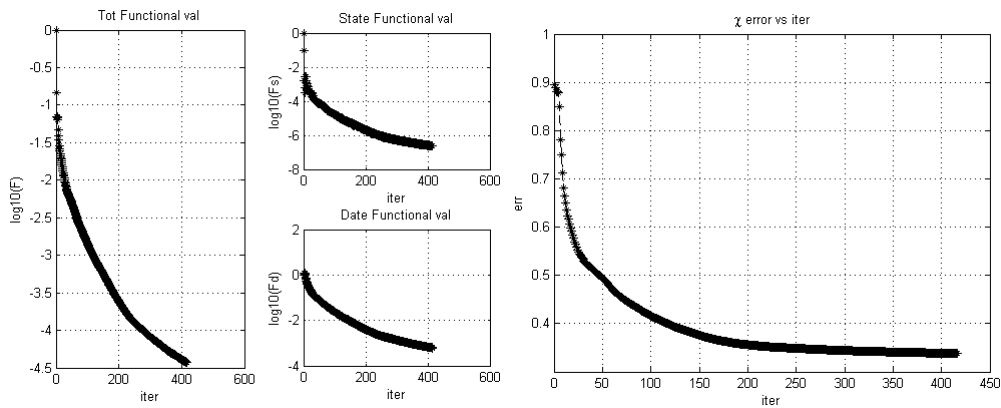 Tot Functional val
0
-0.5
-1
-1.5
-2
-2.5
-3
-3.5
-4
-4.5
log10(F)
0 200 400 600
iter
State Functional val
0
-2
-4
-6
-8
log10(Fs)
0 200 400 600
iter
Date Functional val
2
0
-2
-4
log10(Fd)
0 200 400 600
iter
χ error vs iter
1
0.9
0.8
0.7
0.6
0.5
0.4
err
0 50 100 150 200 250 300 350 400 450
iter